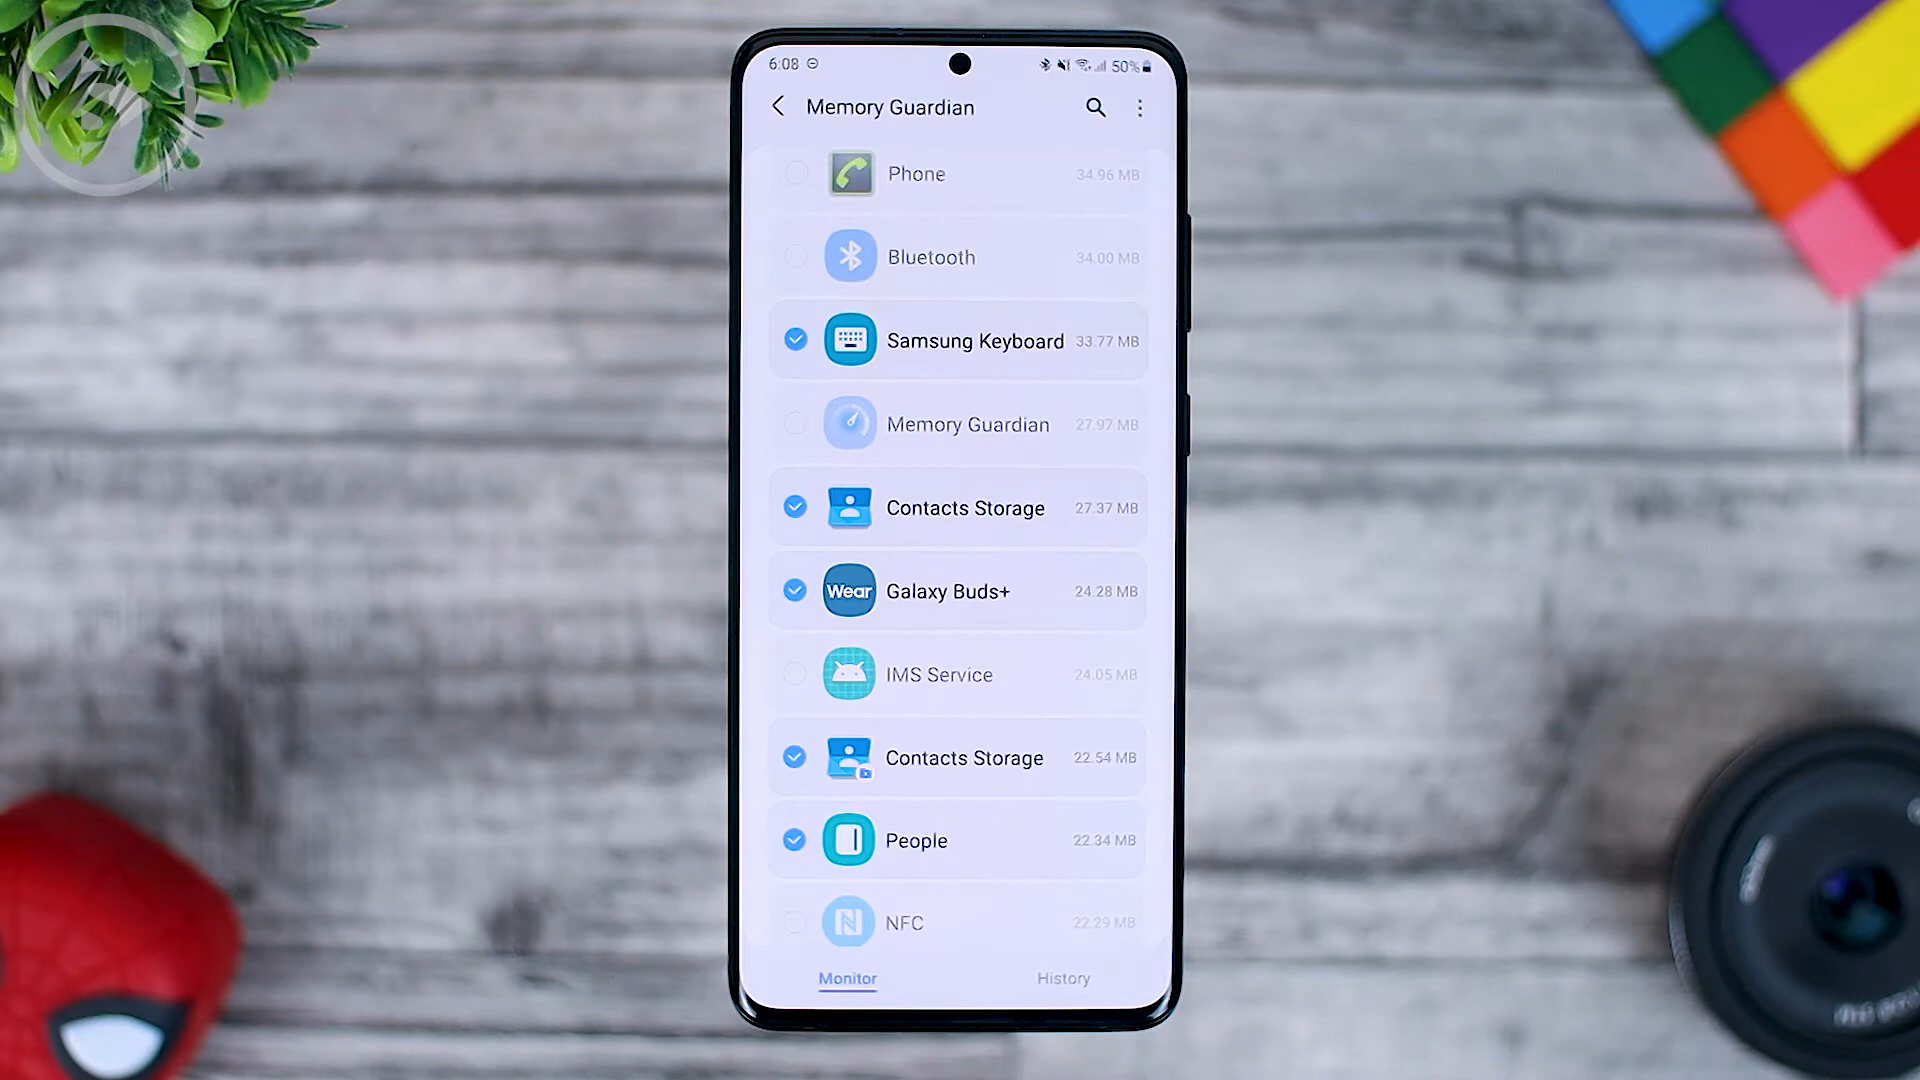 6:08
50%
Memory Guardian
Phone 34.96 MB
Bluetooth 34.00 MB
Samsung Keyboard 33.77 MB
Memory Guardian 27.97 MB
Contacts Storage 27.37 MB
Wear Galaxy Buds+ 24.28 MB
IMS Service 24.05 MB
Contacts Storage 22.54 MB
People 22.34 MB
NFC 22.29 MB
Monitor
History